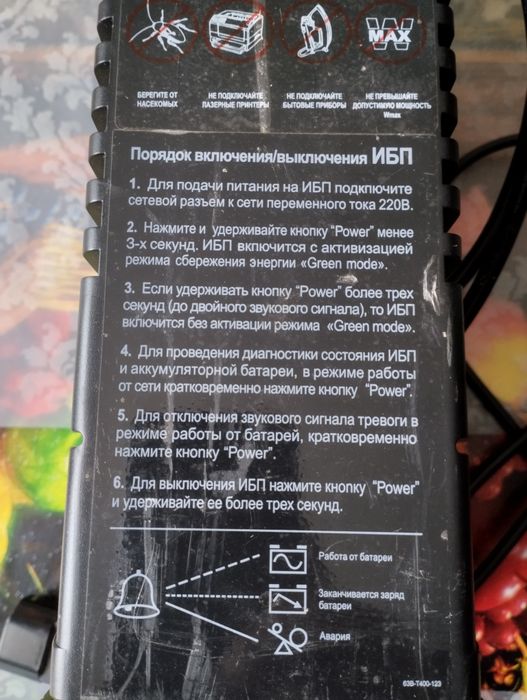 W
MAX
БЕРЕГИТЕ ОТ
НАСЕКОМЫХ
НЕ ПОДКЛЮЧАЙТЕ
ЛАЗЕРНЫЕ ПРИНТЕРЫ
НЕ ПОДКЛЮЧАЙТЕ
БЫТОВЫЕ ПРИБОРЫ
НЕ ПРЕВЫШАЙТЕ
ДОПУСТИМУЮ МОЩНОСТЬ
Wmax
Порядок включения/выключения ИБП
1. Для подачи питания на ИБП подключите
сетевой разъем к сети переменного тока 220В.
2. Нажмите и удерживайте кнопку "Power" менее
3-х секунд. ИБП включится с активизацией
режима сбережения энергии «Green mode».
3. Если удерживать кнопку "Power" более трех
секунд (до двойного звукового сигнала), то ИБП
включится без активации режима «Green mode».
4. Для проведения диагностики состояния ИБП
и аккумуляторной батареи, в режиме работы
от сети кратковременно нажмите кнопку "Power".
5. Для отключения звукового сигнала тревоги в
режиме работы от батарей, кратковременно
нажмите кнопку "Power".
6. Для выключения ИБП нажмите кнопку "Power"
и удерживайте ее более трех секунд.
Работа от батареи
Заканчивается заряд
батареи
Авария
63B-T400-123